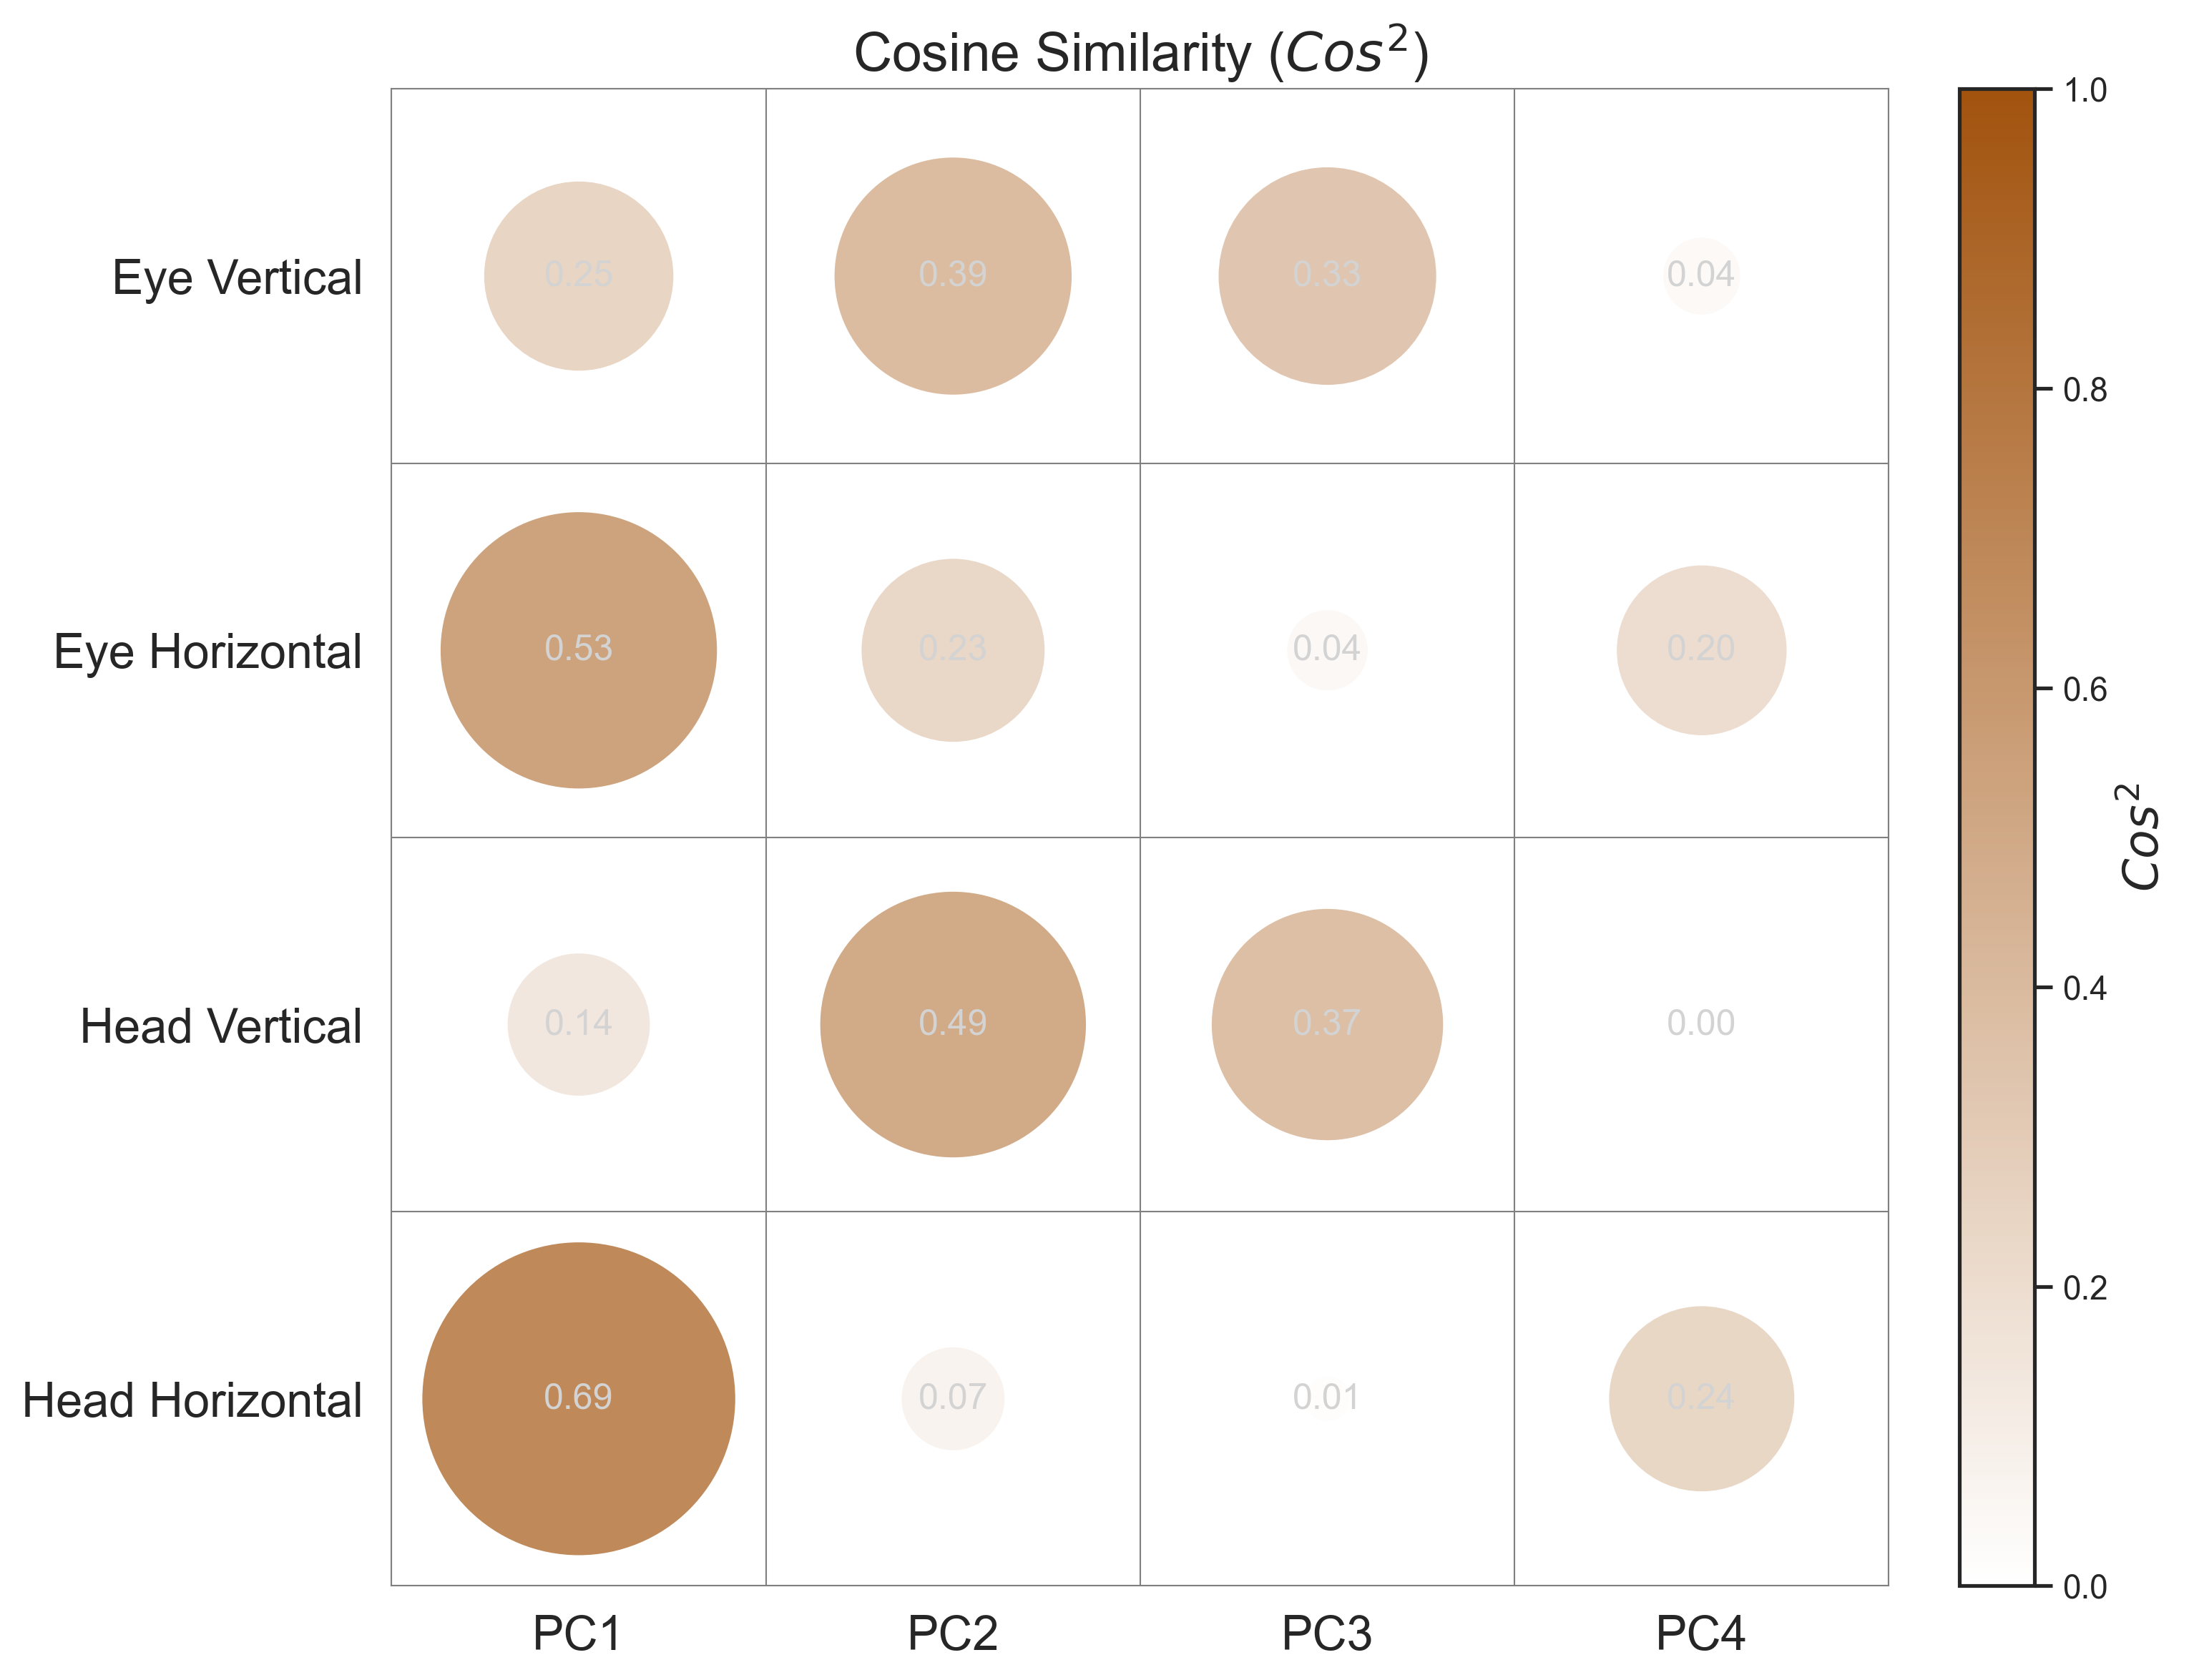 Cosine Similarity (Cos²)
Eye Vertical
0.25 0.39 0.33 0.04
Eye Horizontal
0.53 0.23 0.04 0.20
Head Vertical
0.14 0.49 0.37 0.00
Head Horizontal
0.69 0.07 0.01 0.24
PC1 PC2 PC3 PC4
1.0
0.8
0.6
0.4
0.2
0.0
Cos²